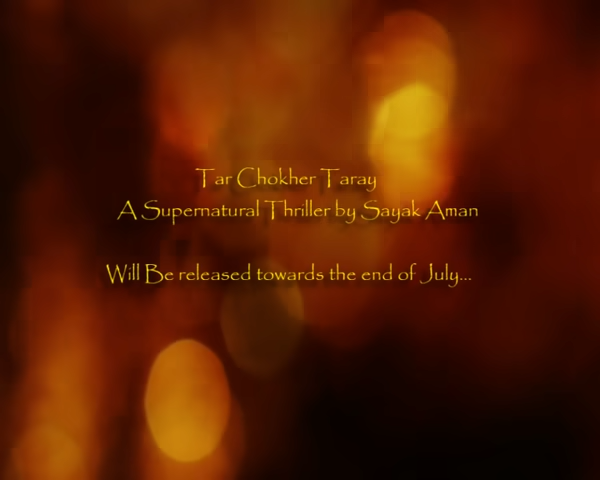 Tar Chokher Taray
A Supernatural Thriller by Sayak Aman
Will Be released towards the end of July...